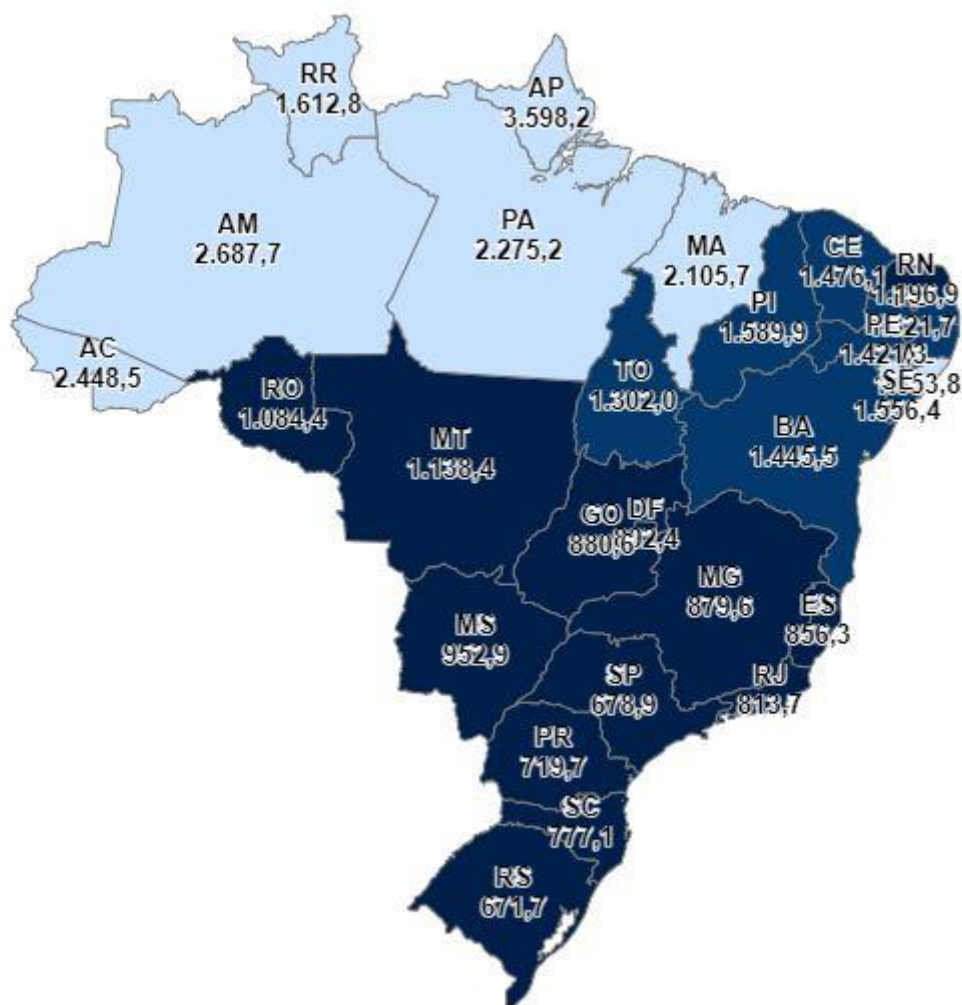 RR
1.612,8
AP
3.598,2
AM
2.687,7
PA
2.275,2
MA
2.105,7
CE
1.476,1
RN
1.196,9
PI
1.589,9
PE
AC
2.448,5
TO
1.302,0
SE
1.556,4
RO
1.084,4
MT
1.138,4
BA
1.445,5
GO
880,6
DF
MG
879,6
ES
856,3
MS
952,9
SP
678,9
RJ
813,7
PR
719,7
SC
777,1
RS
671,7